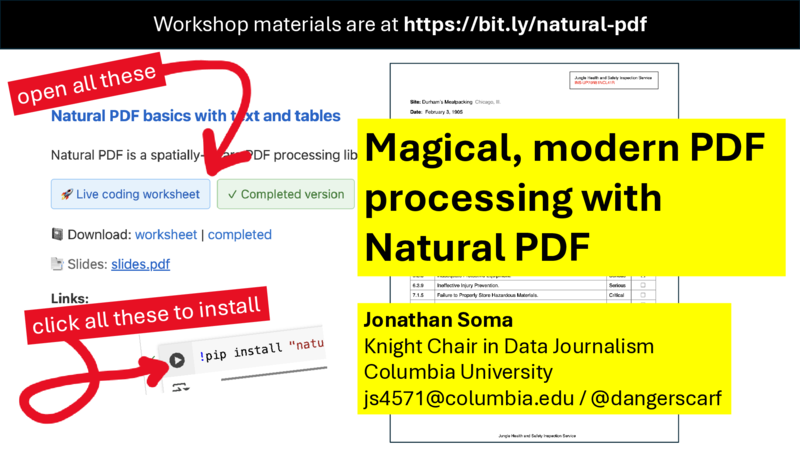 Workshop materials are at https://bit.ly/natural-pdf
open all these
Natural PDF basics with text and tables
Natural PDF is a spatially- PDF processing lib
🚀 Live coding worksheet
✓ Completed version
📓 Download: worksheet | completed
📑 Slides: slides.pdf
Links:
click all these to install
!pip install "natu
Jungle Health and Safety Inspection Service
Site: Durham's Meatpacking Chicago, Ill.
Date: February 3, 1905
Magical, modern PDF
processing with
Natural PDF
6.3.9 Ineffective Injury Prevention. Serious
7.1.5 Failure to Properly Store Hazardous Materials. Critical
Jonathan Soma
Knight Chair in Data Journalism
Columbia University
js4571@columbia.edu / @dangerscarf
Jungle Health and Safety Inspection Service